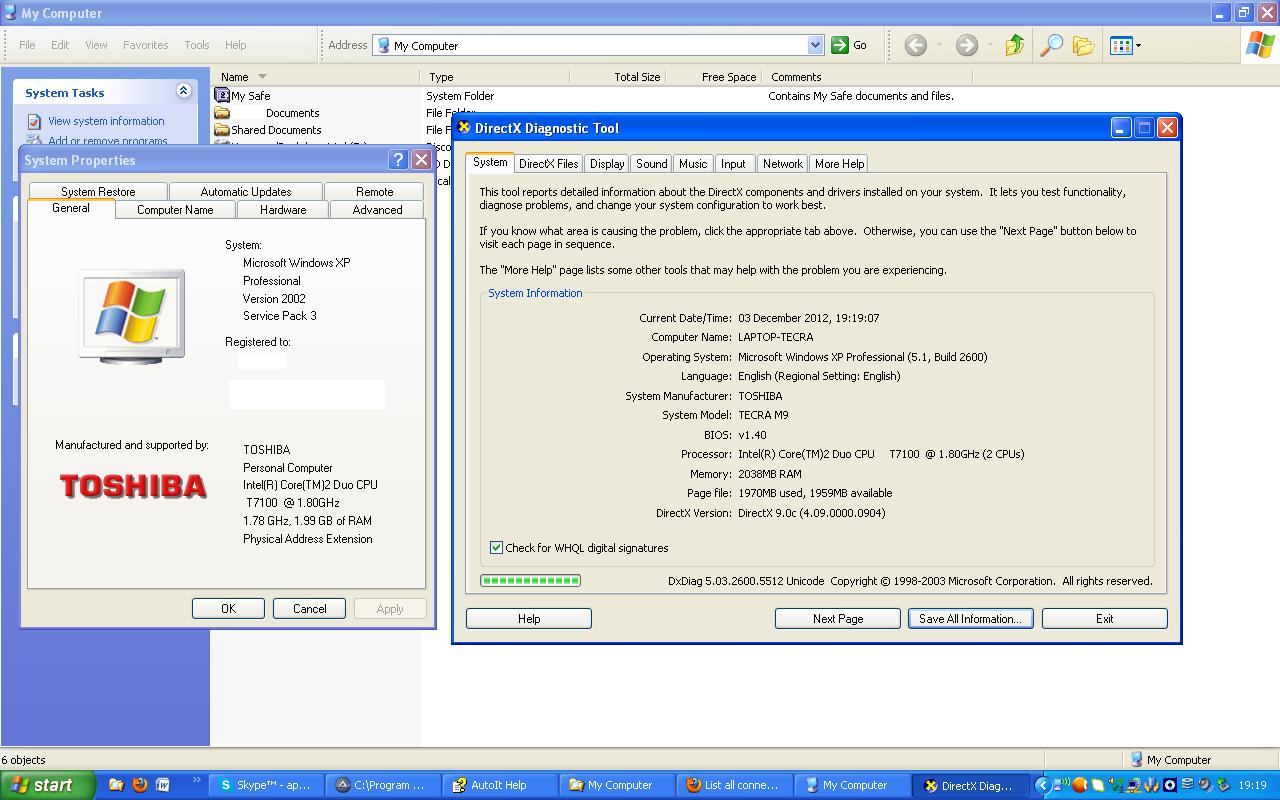 My Computer
File Edit View Favorites Tools Help
Address My Computer Go
Name Type Total Size Free Space Comments
System Tasks
View system information
Add or remove programs
My Safe System Folder Contains My Safe documents and files.
Documents File
Shared Documents File F
System Properties
System Restore Automatic Updates Remote
General Computer Name Hardware Advanced
System:
Microsoft Windows XP
Professional
Version 2002
Service Pack 3
Registered to:
Manufactured and supported by:
TOSHIBA
TOSHIBA
Personal Computer
Intel(R) Core(TM)2 Duo CPU
T7100 @ 1.80GHz
1.78 GHz, 1.99 GB of RAM
Physical Address Extension
OK Cancel Apply
DirectX Diagnostic Tool
System DirectX Files Display Sound Music Input Network More Help
This tool reports detailed information about the DirectX components and drivers installed on your system. It lets you test functionality,
diagnose problems, and change your system configuration to work best.
If you know what area is causing the problem, click the appropriate tab above. Otherwise, you can use the "Next Page" button below to
visit each page in sequence.
The "More Help" page lists some other tools that may help with the problem you are experiencing.
System Information
Current Date/Time: 03 December 2012, 19:19:07
Computer Name: LAPTOP-TECRA
Operating System: Microsoft Windows XP Professional (5.1, Build 2600)
Language: English (Regional Setting: English)
System Manufacturer: TOSHIBA
System Model: TECRA M9
BIOS: v1.40
Processor: Intel(R) Core(TM)2 Duo CPU T7100 @ 1.80GHz (2 CPUs)
Memory: 2038MB RAM
Page file: 1970MB used, 1959MB available
DirectX Version: DirectX 9.0c (4.09.0000.0904)
Check for WHQL digital signatures
DxDiag 5.03.2600.5512 Unicode Copyright © 1998-2003 Microsoft Corporation. All rights reserved.
Help Next Page Save All Information... Exit
6 objects My Computer
start Skype™ - ap... C:\Program ... AutoIt Help My Computer List all conne... My Computer DirectX Diag... 19:19